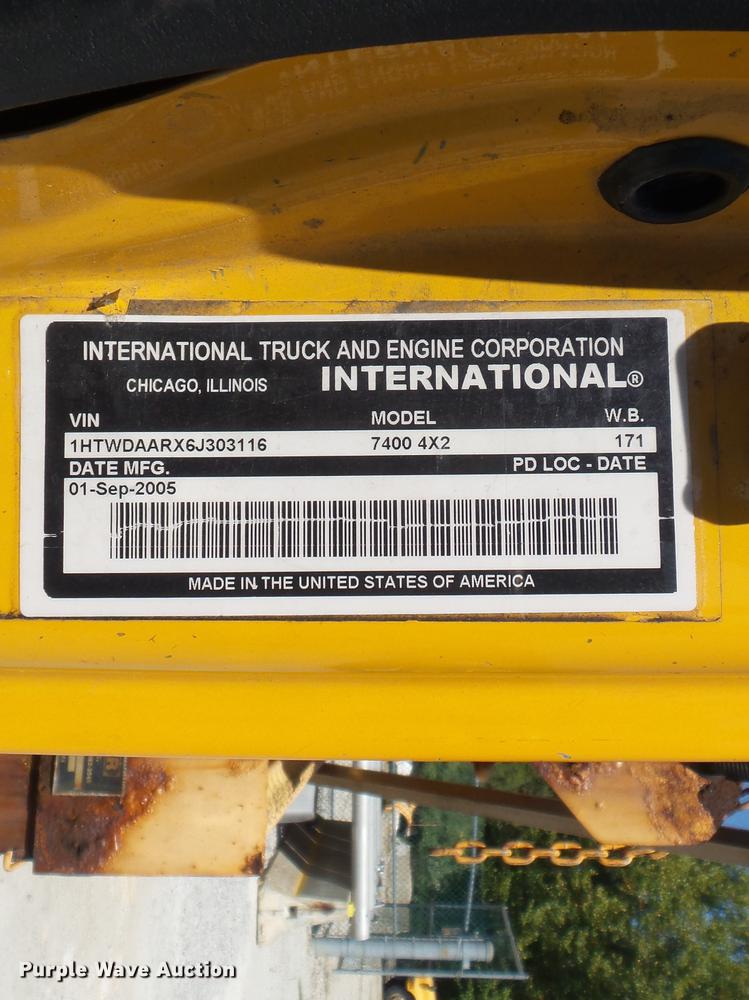 INTERNATIONAL TRUCK AND ENGINE CORPORATION
CHICAGO, ILLINOIS INTERNATIONAL®
VIN MODEL W.B.
1HTWDAARX6J303116 7400 4X2 171
DATE MFG. PD LOC - DATE
01-Sep-2005
MADE IN THE UNITED STATES OF AMERICA
Purple Wave Auction